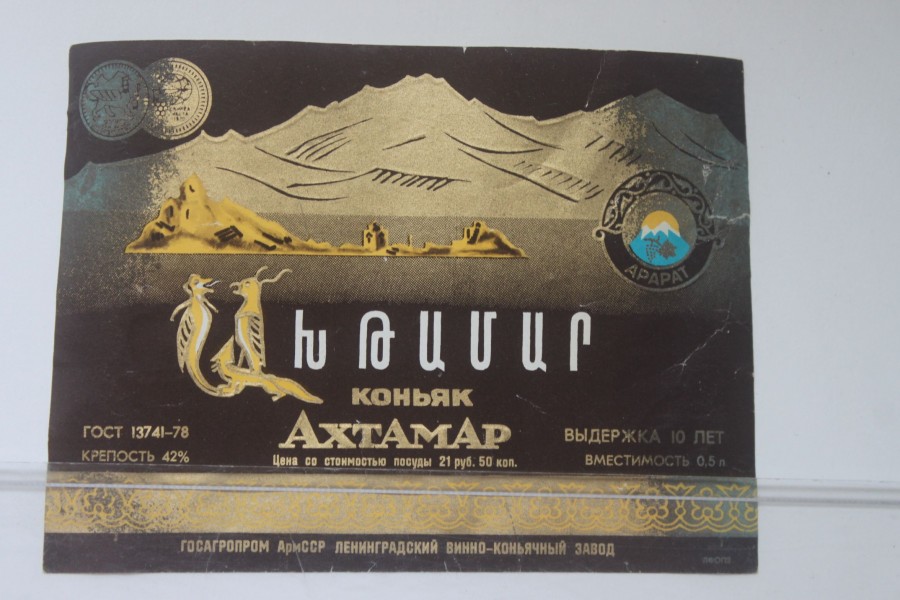 АРАРАТ
ԱԽԹԱՄԱՐ
КОНЬЯК
АХТАМАР
ГОСТ 13741–78
КРЕПОСТЬ 42%
Цена со стоимостью посуды 21 руб. 50 коп.
ВЫДЕРЖКА 10 ЛЕТ
ВМЕСТИМОСТЬ 0,5 л
ГОСАГРОПРОМ АрмССР ЛЕНИНГРАДСКИЙ ВИННО-КОНЬЯЧНЫЙ ЗАВОД